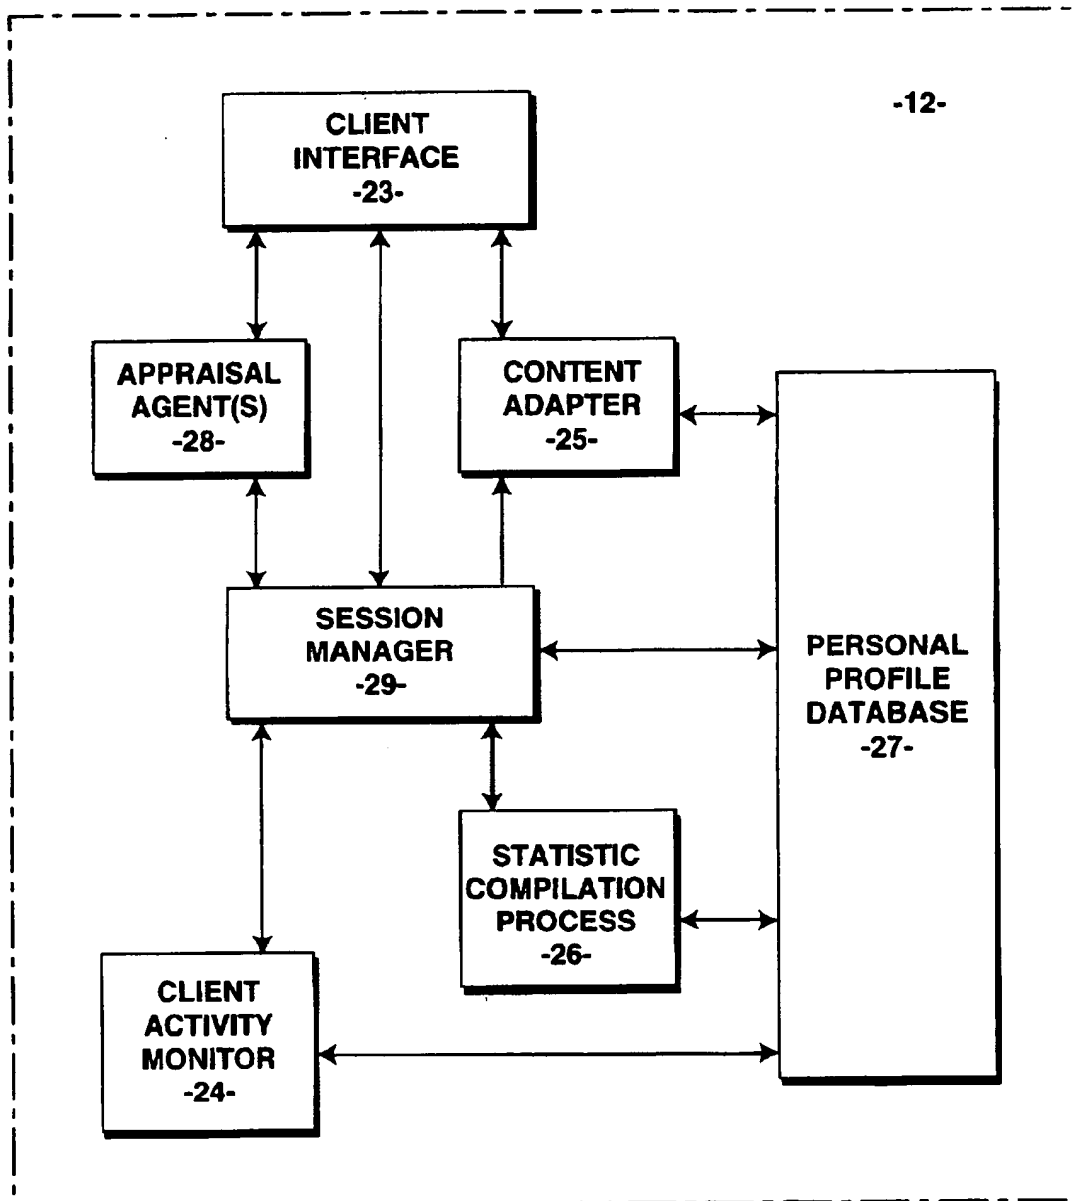 -12-
CLIENT
INTERFACE
-23-
APPRAISAL
AGENT(S)
-28-
CONTENT
ADAPTER
-25-
SESSION
MANAGER
-29-
PERSONAL
PROFILE
DATABASE
-27-
STATISTIC
COMPILATION
PROCESS
-26-
CLIENT
ACTIVITY
MONITOR
-24-